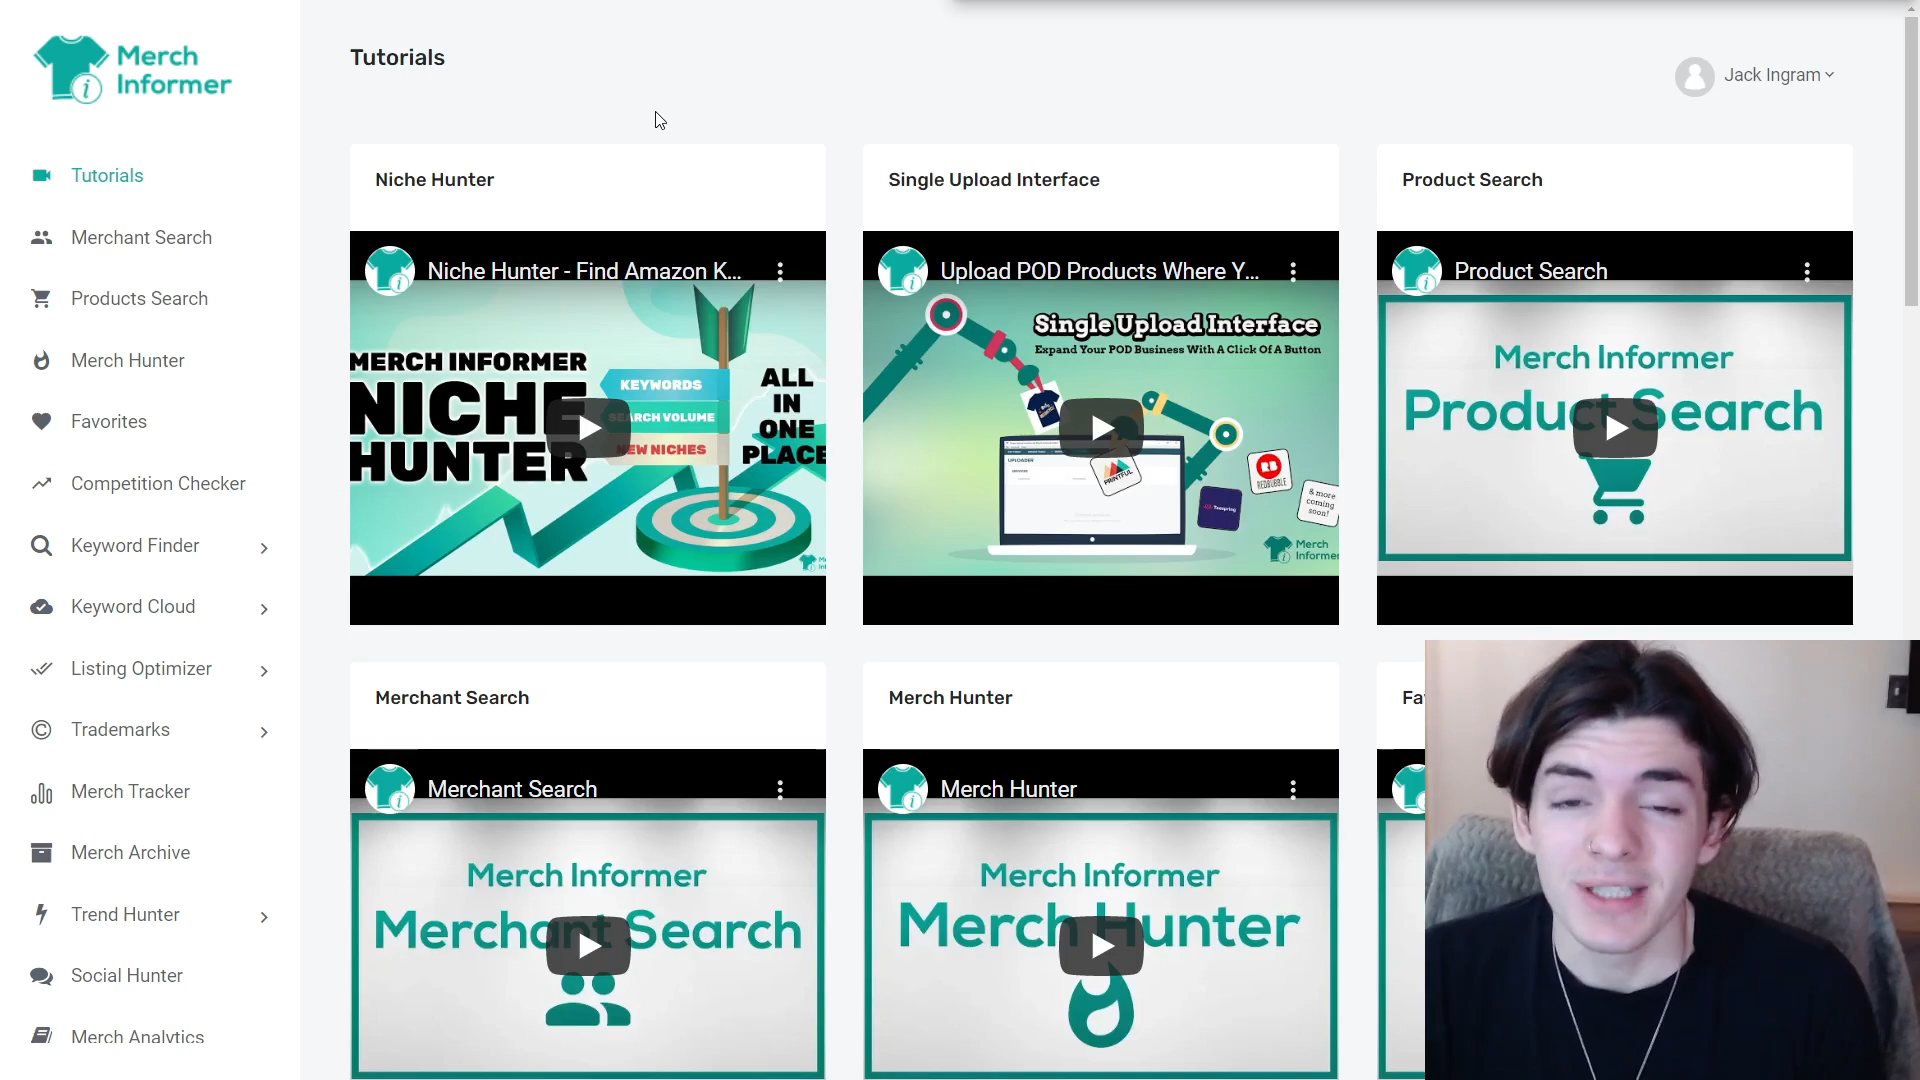 Merch
Informer
Tutorials
Jack Ingram
Tutorials
Merchant Search
Products Search
Merch Hunter
Favorites
Competition Checker
Keyword Finder
Keyword Cloud
Listing Optimizer
Trademarks
Merch Tracker
Merch Archive
Trend Hunter
Social Hunter
Merch Analytics
Niche Hunter
Niche Hunter - Find Amazon K...
MERCH INFORMER
NICHE
HUNTER
KEYWORDS
SEARCH VOLUME
NEW NICHES
ALL
IN
ONE
PLACE
Single Upload Interface
Upload POD Products Where Y...
Single Upload Interface
Expand Your POD Business With A Click Of A Button
UPLOADER
PRINTFUL
RB
REDBUBBLE
Teespring
& more
coming
soon!
Merch
Informer
Product Search
Product Search
Merch Informer
Product Search
Merchant Search
Merchant Search
Merch Informer
Merchant Search
Merch Hunter
Merch Hunter
Merch Informer
Merch Hunter